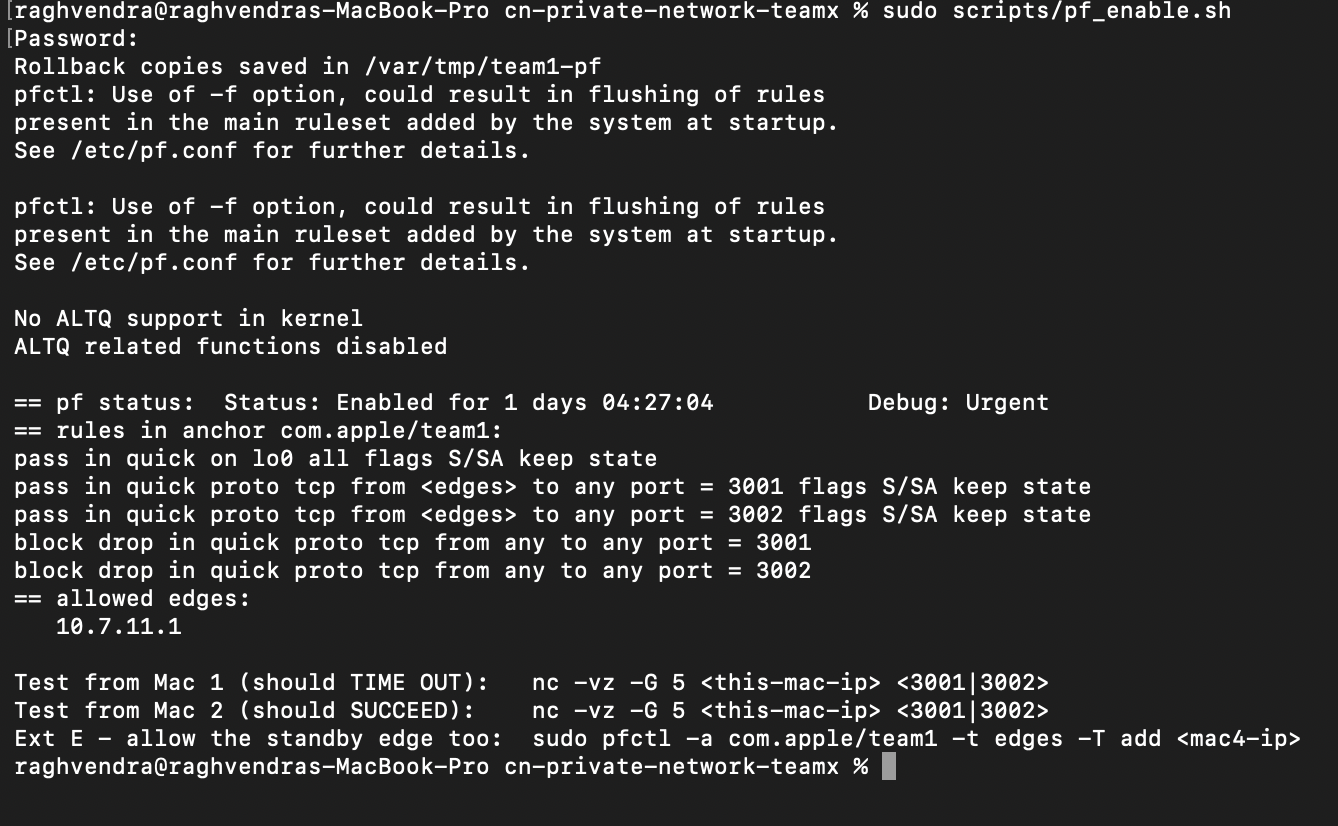 [raghvendra@raghvendras-MacBook-Pro cn-private-network-teamx % sudo scripts/pf_enable.sh
[Password:
Rollback copies saved in /var/tmp/team1-pf
pfctl: Use of -f option, could result in flushing of rules
present in the main ruleset added by the system at startup.
See /etc/pf.conf for further details.

pfctl: Use of -f option, could result in flushing of rules
present in the main ruleset added by the system at startup.
See /etc/pf.conf for further details.

No ALTQ support in kernel
ALTQ related functions disabled

== pf status:  Status: Enabled for 1 days 04:27:04           Debug: Urgent
== rules in anchor com.apple/team1:
pass in quick on lo0 all flags S/SA keep state
pass in quick proto tcp from <edges> to any port = 3001 flags S/SA keep state
pass in quick proto tcp from <edges> to any port = 3002 flags S/SA keep state
block drop in quick proto tcp from any to any port = 3001
block drop in quick proto tcp from any to any port = 3002
== allowed edges:
   10.7.11.1

Test from Mac 1 (should TIME OUT):   nc -vz -G 5 <this-mac-ip> <3001|3002>
Test from Mac 2 (should SUCCEED):    nc -vz -G 5 <this-mac-ip> <3001|3002>
Ext E - allow the standby edge too:  sudo pfctl -a com.apple/team1 -t edges -T add <mac4-ip>
raghvendra@raghvendras-MacBook-Pro cn-private-network-teamx %